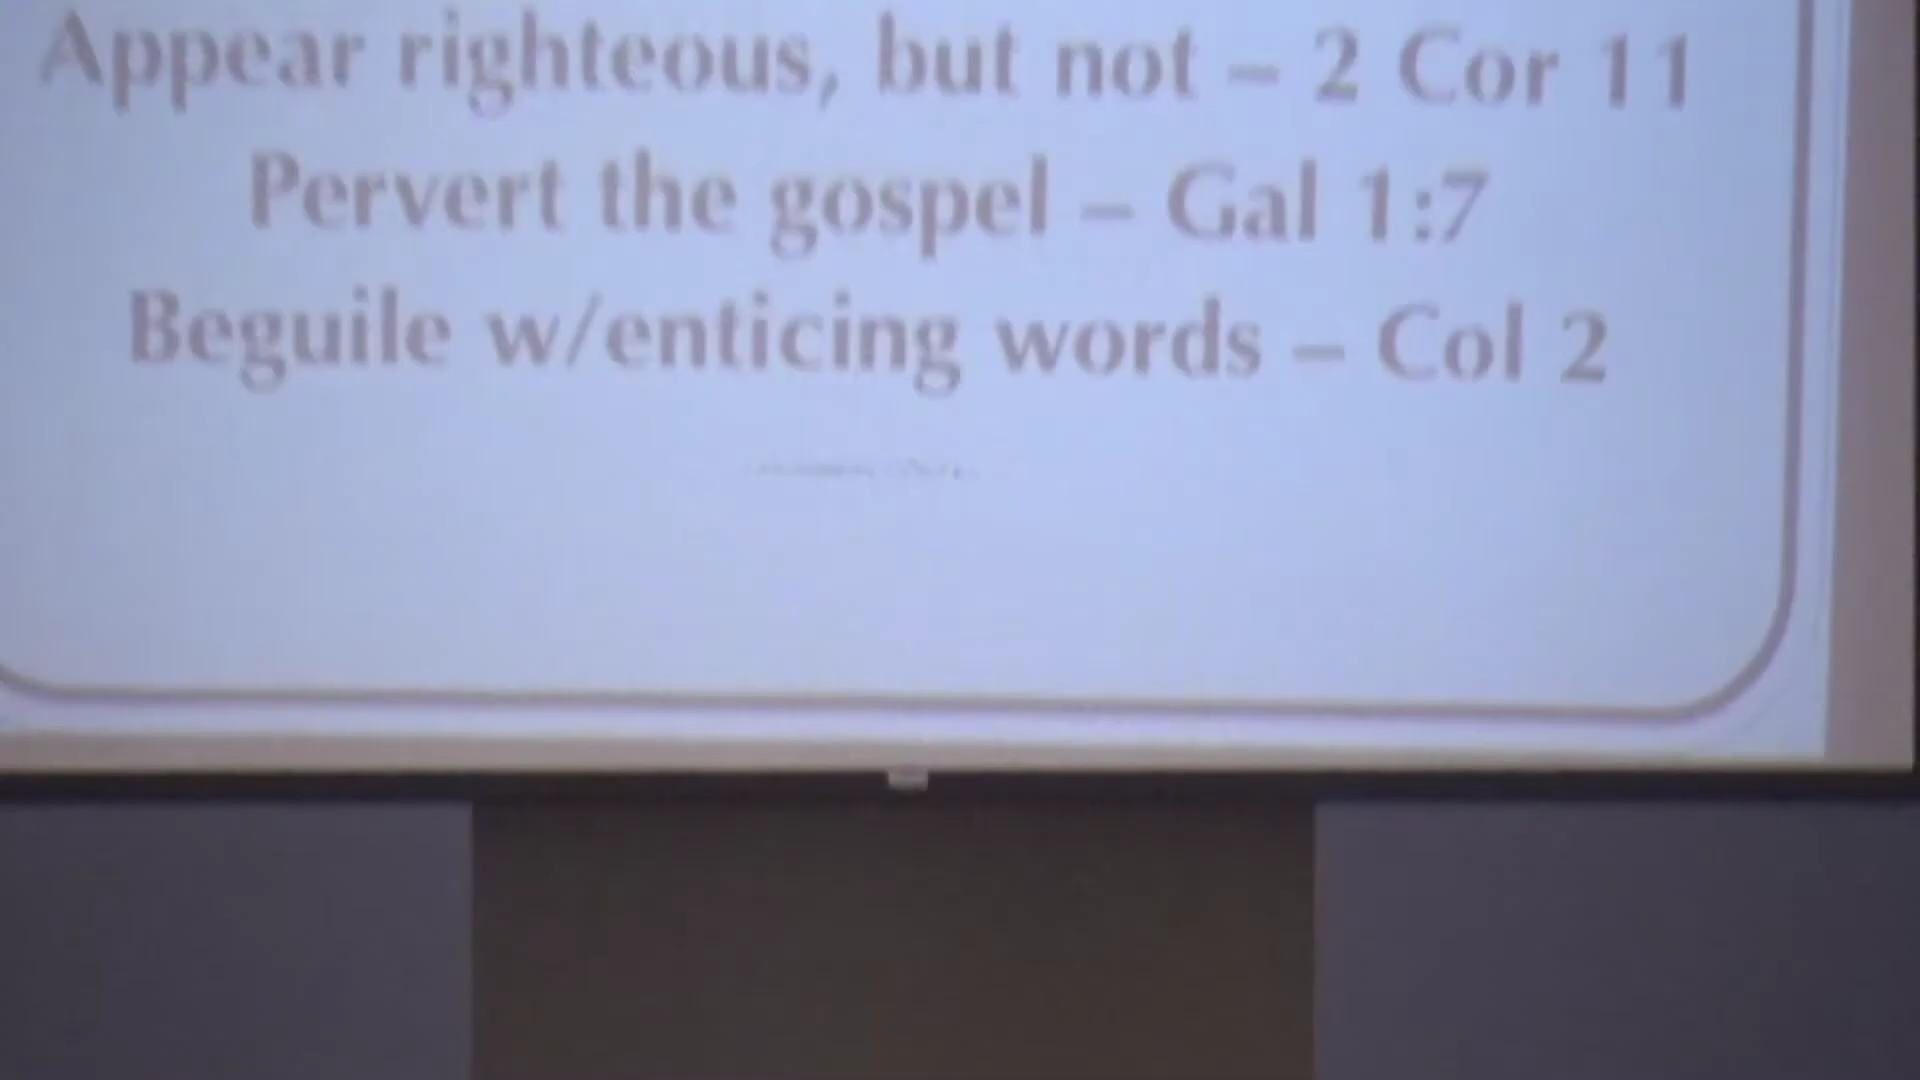 Appear righteous, but not – 2 Cor 11
Pervert the gospel – Gal 1:7
Beguile w/enticing words – Col 2